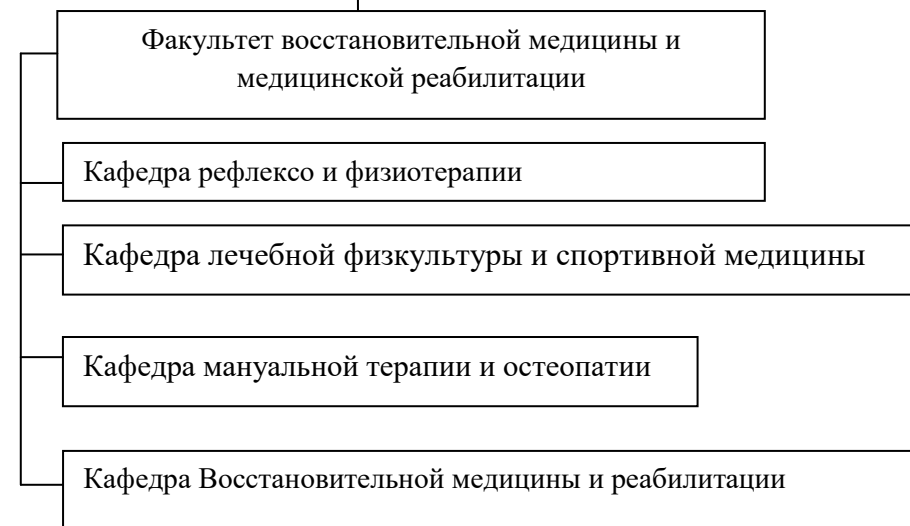 Факультет восстановительной медицины и
медицинской реабилитации
Кафедра рефлексо и физиотерапии
Кафедра лечебной физкультуры и спортивной медицины
Кафедра мануальной терапии и остеопатии
Кафедра Восстановительной медицины и реабилитации